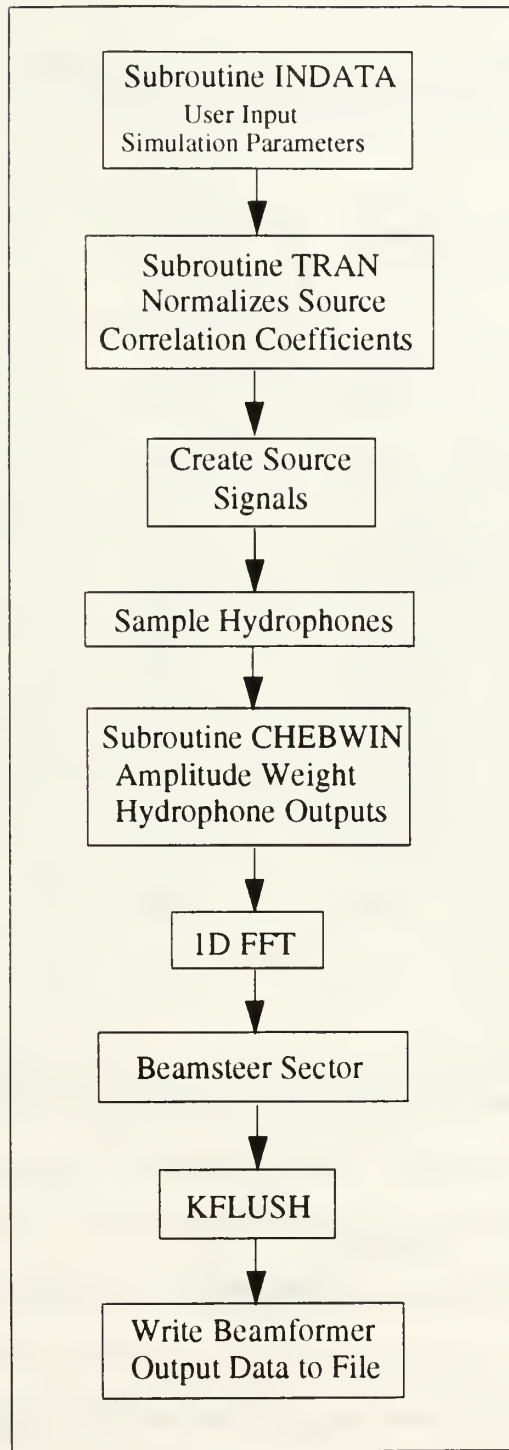 Subroutine INDATA
User Input
Simulation Parameters
Subroutine TRAN
Normalizes Source
Correlation Coefficients
Create Source
Signals
Sample Hydrophones
Subroutine CHEBWIN
Amplitude Weight
Hydrophone Outputs
1D FFT
Beamsteer Sector
KFLUSH
Write Beamformer
Output Data to File